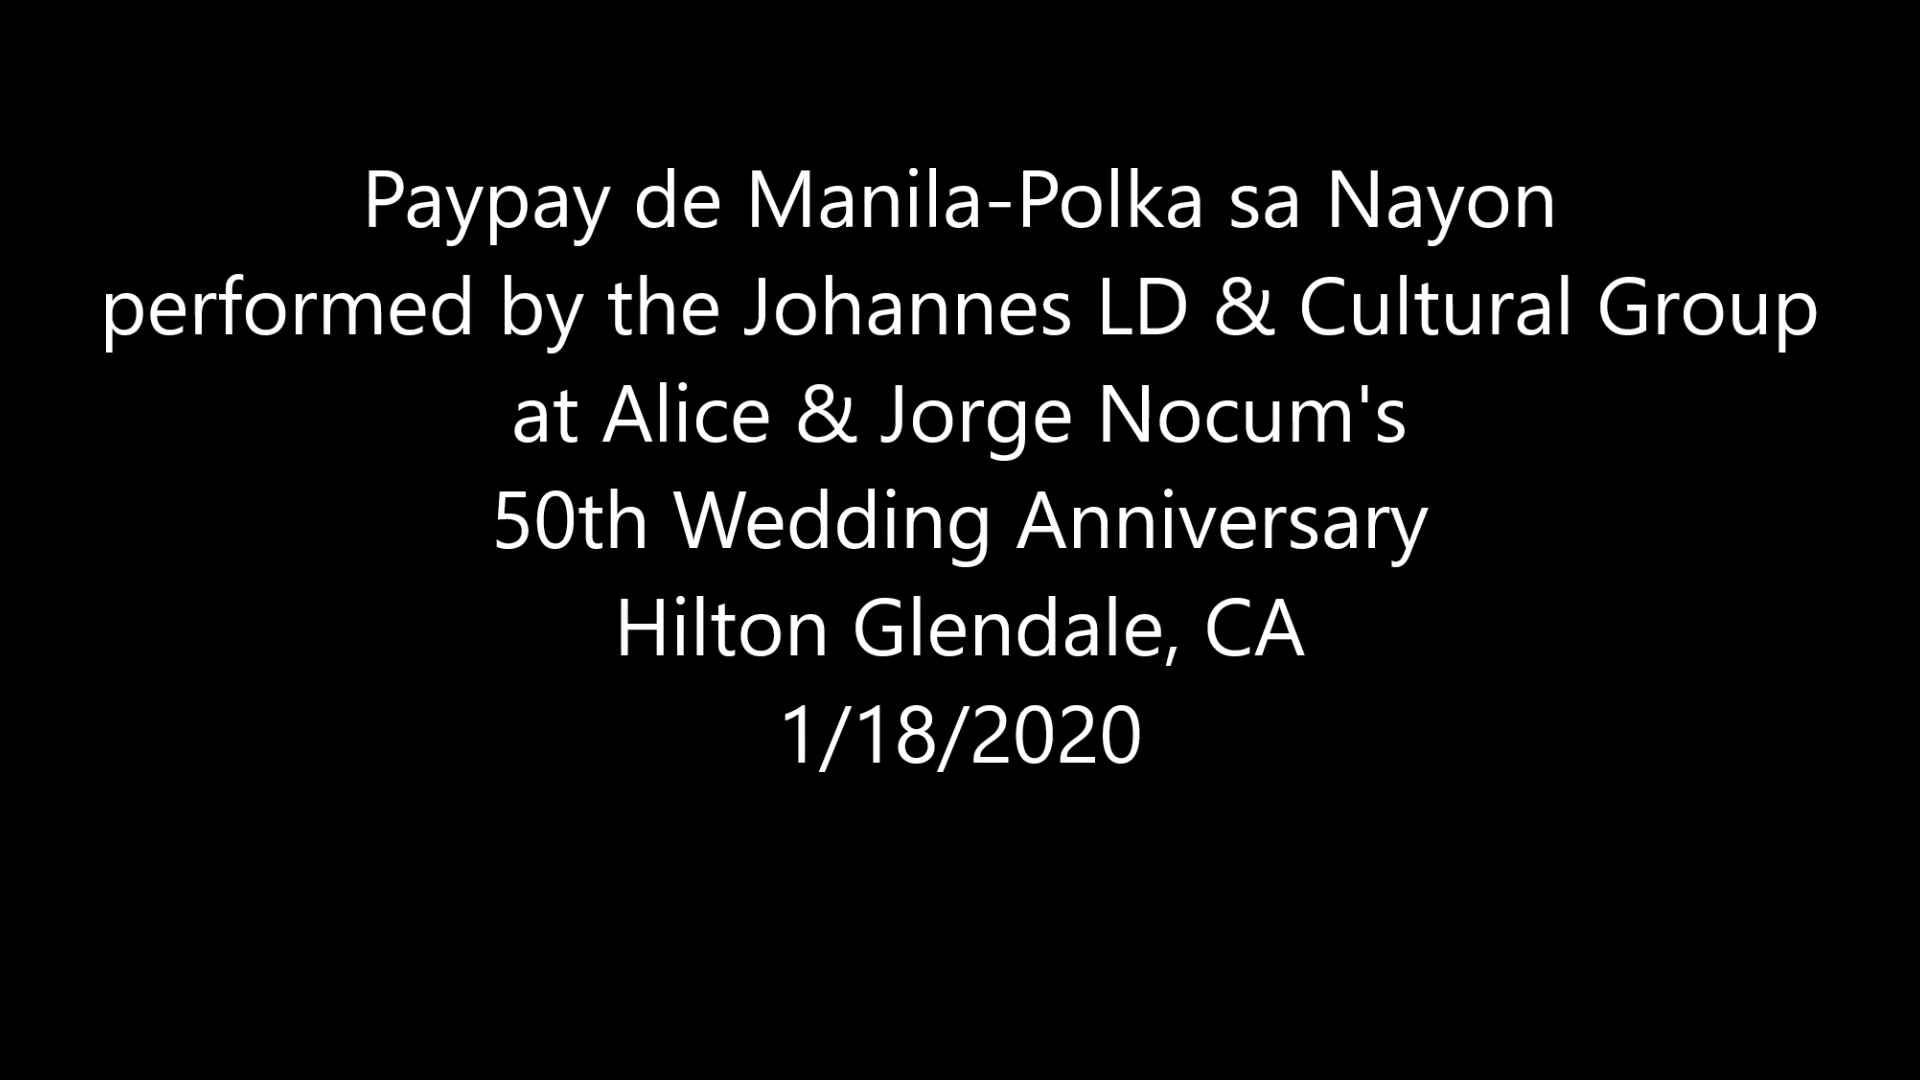 Paypay de Manila-Polka sa Nayon
performed by the Johannes LD & Cultural Group
at Alice & Jorge Nocum's
50th Wedding Anniversary
Hilton Glendale, CA
1/18/2020